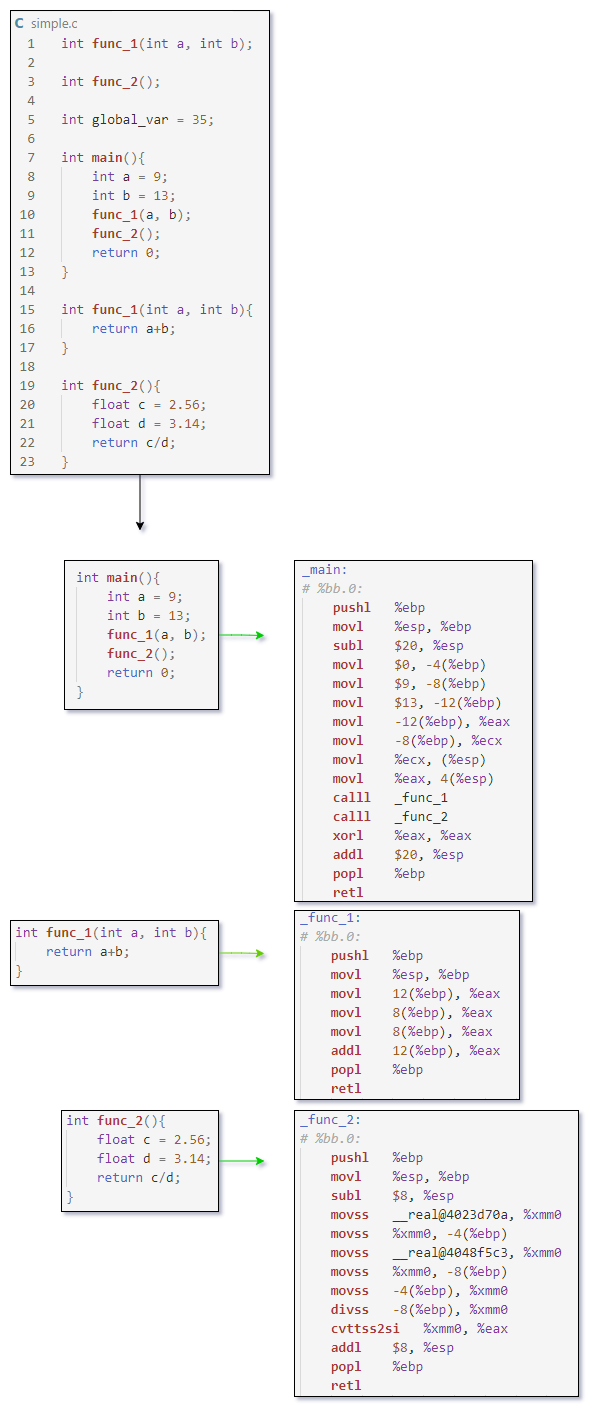 C simple.c
1 int func_1(int a, int b);
2
3 int func_2();
4
5 int global_var = 35;
6
7 int main(){
8 int a = 9;
9 int b = 13;
10 func_1(a, b);
11 func_2();
12 return 0;
13 }
14
15 int func_1(int a, int b){
16 return a+b;
17 }
18
19 int func_2(){
20 float c = 2.56;
21 float d = 3.14;
22 return c/d;
23 }
int main(){
int a = 9;
int b = 13;
func_1(a, b);
func_2();
return 0;
}
_main:
# %bb.0:
pushl %ebp
movl %esp, %ebp
subl $20, %esp
movl $0, -4(%ebp)
movl $9, -8(%ebp)
movl $13, -12(%ebp)
movl -12(%ebp), %eax
movl -8(%ebp), %ecx
movl %ecx, (%esp)
movl %eax, 4(%esp)
calll _func_1
calll _func_2
xorl %eax, %eax
addl $20, %esp
popl %ebp
retl
int func_1(int a, int b){
return a+b;
}
_func_1:
# %bb.0:
pushl %ebp
movl %esp, %ebp
movl 12(%ebp), %eax
movl 8(%ebp), %eax
movl 8(%ebp), %eax
addl 12(%ebp), %eax
popl %ebp
retl
int func_2(){
float c = 2.56;
float d = 3.14;
return c/d;
}
_func_2:
# %bb.0:
pushl %ebp
movl %esp, %ebp
subl $8, %esp
movss __real@4023d70a, %xmm0
movss %xmm0, -4(%ebp)
movss __real@4048f5c3, %xmm0
movss %xmm0, -8(%ebp)
movss -4(%ebp), %xmm0
divss -8(%ebp), %xmm0
cvttss2si %xmm0, %eax
addl $8, %esp
popl %ebp
retl